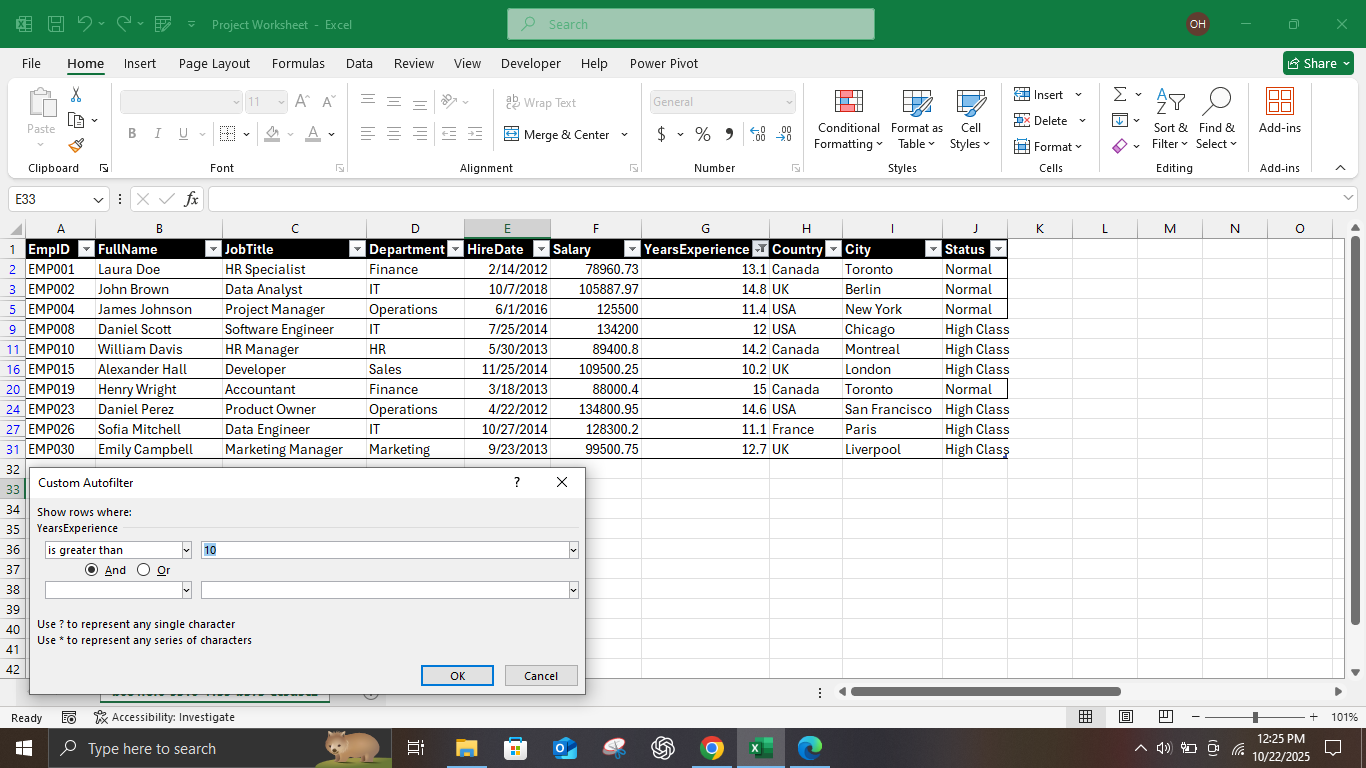 Project Worksheet - Excel
Search
OH
File Home Insert Page Layout Formulas Data Review View Developer Help Power Pivot
Share
Paste
11
B I U A
ab Wrap Text
Merge & Center
General
$ % 9
Conditional Formatting
Format as Table
Cell Styles
Insert
Delete
Format
Sort & Filter
Find & Select
Add-ins
Clipboard Font Alignment Number Styles Cells Editing Add-ins
E33
fx
A B C D E F G H I J K L M N O
1 EmpID FullName JobTitle Department HireDate Salary YearsExperience Country City Status
2 EMP001 Laura Doe HR Specialist Finance 2/14/2012 78960.73 13.1 Canada Toronto Normal
3 EMP002 John Brown Data Analyst IT 10/7/2018 105887.97 14.8 UK Berlin Normal
5 EMP004 James Johnson Project Manager Operations 6/1/2016 125500 11.4 USA New York Normal
9 EMP008 Daniel Scott Software Engineer IT 7/25/2014 134200 12 USA Chicago High Class
11 EMP010 William Davis HR Manager HR 5/30/2013 89400.8 14.2 Canada Montreal High Class
16 EMP015 Alexander Hall Developer Sales 11/25/2014 109500.25 10.2 UK London High Class
20 EMP019 Henry Wright Accountant Finance 3/18/2013 88000.4 15 Canada Toronto Normal
24 EMP023 Daniel Perez Product Owner Operations 4/22/2012 134800.95 14.6 USA San Francisco High Class
27 EMP026 Sofia Mitchell Data Engineer IT 10/27/2014 128300.2 11.1 France Paris High Class
31 EMP030 Emily Campbell Marketing Manager Marketing 9/23/2013 99500.75 12.7 UK Liverpool High Class
32
33
34
35
36
37
38
39
40
41
42
Custom Autofilter ?
Show rows where:
YearsExperience
is greater than 10
And Or
Use ? to represent any single character
Use * to represent any series of characters
OK Cancel
Ready Accessibility: Investigate 101%
Type here to search
12:25 PM
10/22/2025